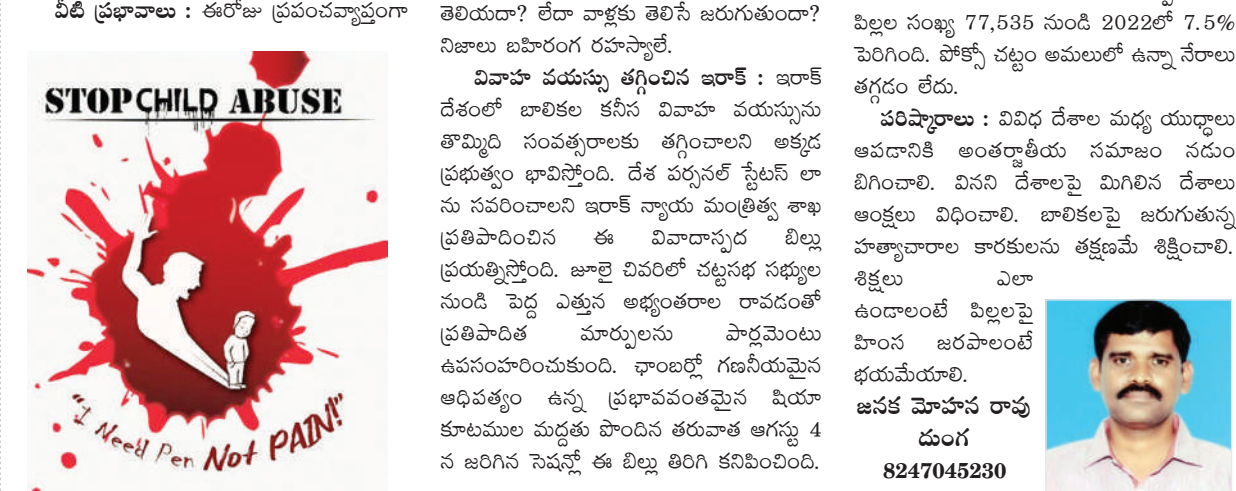 వీటి ప్రభావాలు : ఈరోజు ప్రపంచవ్యాప్తంగా
STOP CHILD ABUSE
"I Need Pen Not PAIN!"
తెలియదా? లేదా వాళ్లకు తెలిసే జరుగుతుందా?
నిజాలు బహిరంగ రహస్యాలే.
వివాహ వయస్సు తగ్గించిన ఇరాక్ : ఇరాక్
దేశంలో బాలికల కనీస వివాహ వయస్సును
తొమ్మిది సంవత్సరాలకు తగ్గించాలని అక్కడ
ప్రభుత్వం భావిస్తోంది. దేశ పర్సనల్ స్టేటస్ లా
ను సవరించాలని ఇరాక్ న్యాయ మంత్రిత్వ శాఖ
ప్రతిపాదించిన ఈ వివాదాస్పద బిల్లు
ప్రయత్నిస్తోంది. జూలై చివరిలో చట్టసభ సభ్యుల
నుండి పెద్ద ఎత్తున అభ్యంతరాల రావడంతో
ప్రతిపాదిత మార్పులను పార్లమెంటు
ఉపసంహరించుకుంది. ఛాంబర్లో గణనీయమైన
ఆధిపత్యం ఉన్న ప్రభావవంతమైన షియా
కూటముల మద్దతు పొందిన తరువాత ఆగస్టు 4
న జరిగిన సెషన్లో ఈ బిల్లు తిరిగి కనిపించింది.
పిల్లల సంఖ్య 77,535 నుండి 2022లో 7.5%
పెరిగింది. పోక్సో చట్టం అమలులో ఉన్నా నేరాలు
తగ్గడం లేదు.
పరిష్కారాలు : వివిధ దేశాల మధ్య యుద్ధాలు
ఆపడానికి అంతర్జాతీయ సమాజం నడుం
బిగించాలి. వినని దేశాలపై మిగిలిన దేశాలు
ఆంక్షలు విధించాలి. బాలికలపై జరుగుతున్న
హత్యాచారాల కారకులను తక్షణమే శిక్షించాలి.
శిక్షలు ఎలా
ఉండాలంటే పిల్లలపై
హింస జరపాలంటే
భయమేయాలి.
జనక మోహన రావు
దుంగ
8247045230